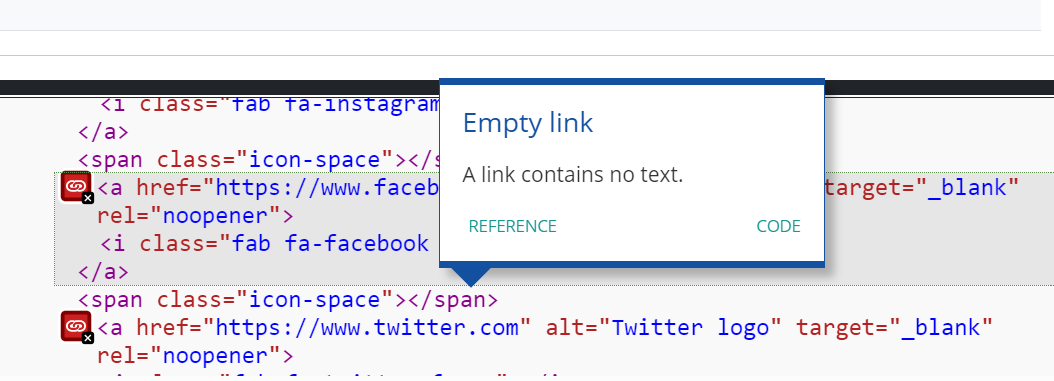 <i class="fab fa-instagram
</a>
<span class="icon-space"></s
<a href="https://www.faceb target="_blank"
rel="noopener">
<i class="fab fa-facebook
</a>
Empty link
A link contains no text.
REFERENCE CODE
<span class="icon-space"></span>
<a href="https://www.twitter.com" alt="Twitter logo" target="_blank"
rel="noopener">